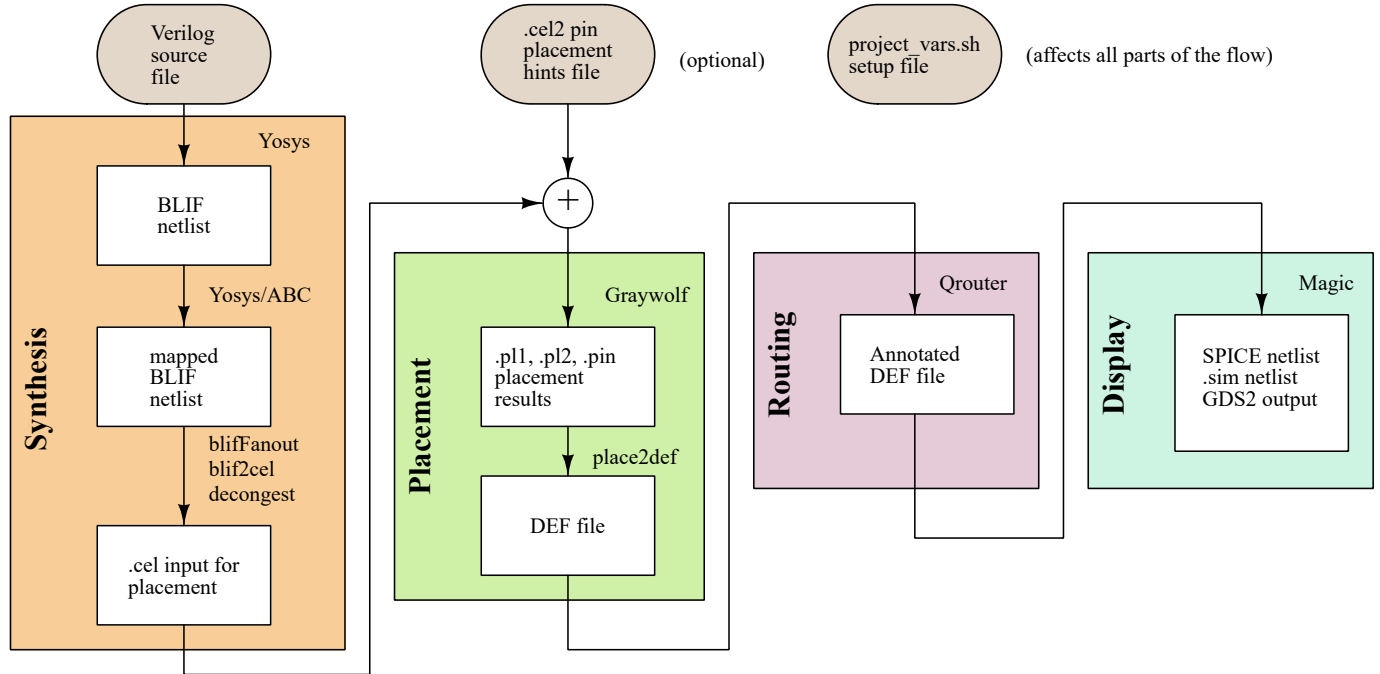 Verilog
source
file
.cel2 pin
placement
hints file
(optional)
project_vars.sh
setup file
(affects all parts of the flow)
Synthesis
Yosys
BLIF
netlist
Yosys/ABC
mapped
BLIF
netlist
blifFanout
blif2cel
decongest
.cel input for
placement
+
Placement
Graywolf
.pl1, .pl2, .pin
placement
results
place2def
DEF file
Routing
Qrouter
Annotated
DEF file
Display
Magic
SPICE netlist
.sim netlist
GDS2 output